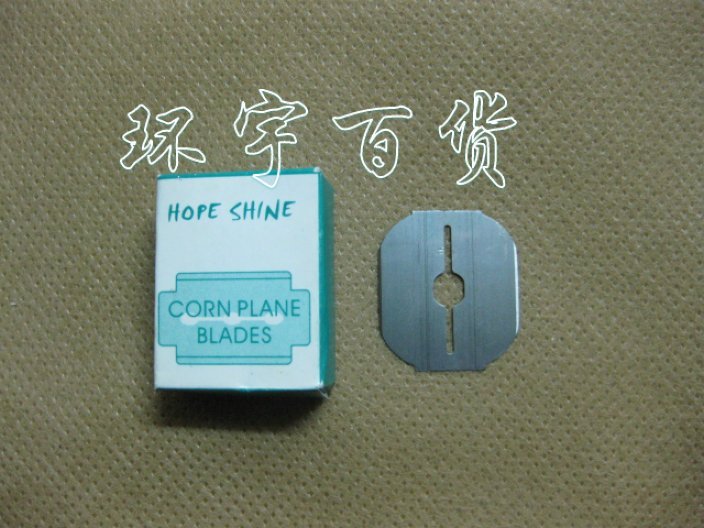 环宇百货
HOPE SHINE
CORN PLANE
BLADES